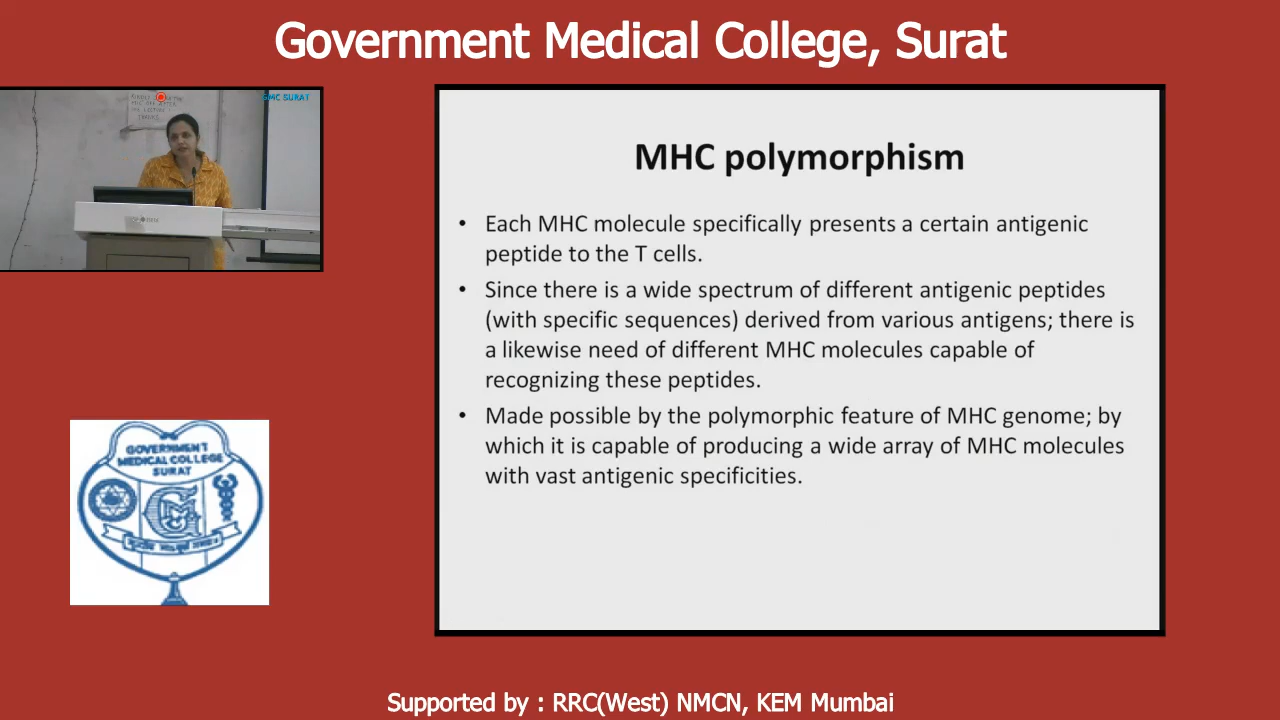 Government Medical College, Surat
GMC SURAT
MHC polymorphism
• Each MHC molecule specifically presents a certain antigenic
peptide to the T cells.
• Since there is a wide spectrum of different antigenic peptides
(with specific sequences) derived from various antigens; there is
a likewise need of different MHC molecules capable of
recognizing these peptides.
• Made possible by the polymorphic feature of MHC genome; by
which it is capable of producing a wide array of MHC molecules
with vast antigenic specificities.
GOVERNMENT
MEDICAL COLLEGE
SURAT
Supported by : RRC(West) NMCN, KEM Mumbai